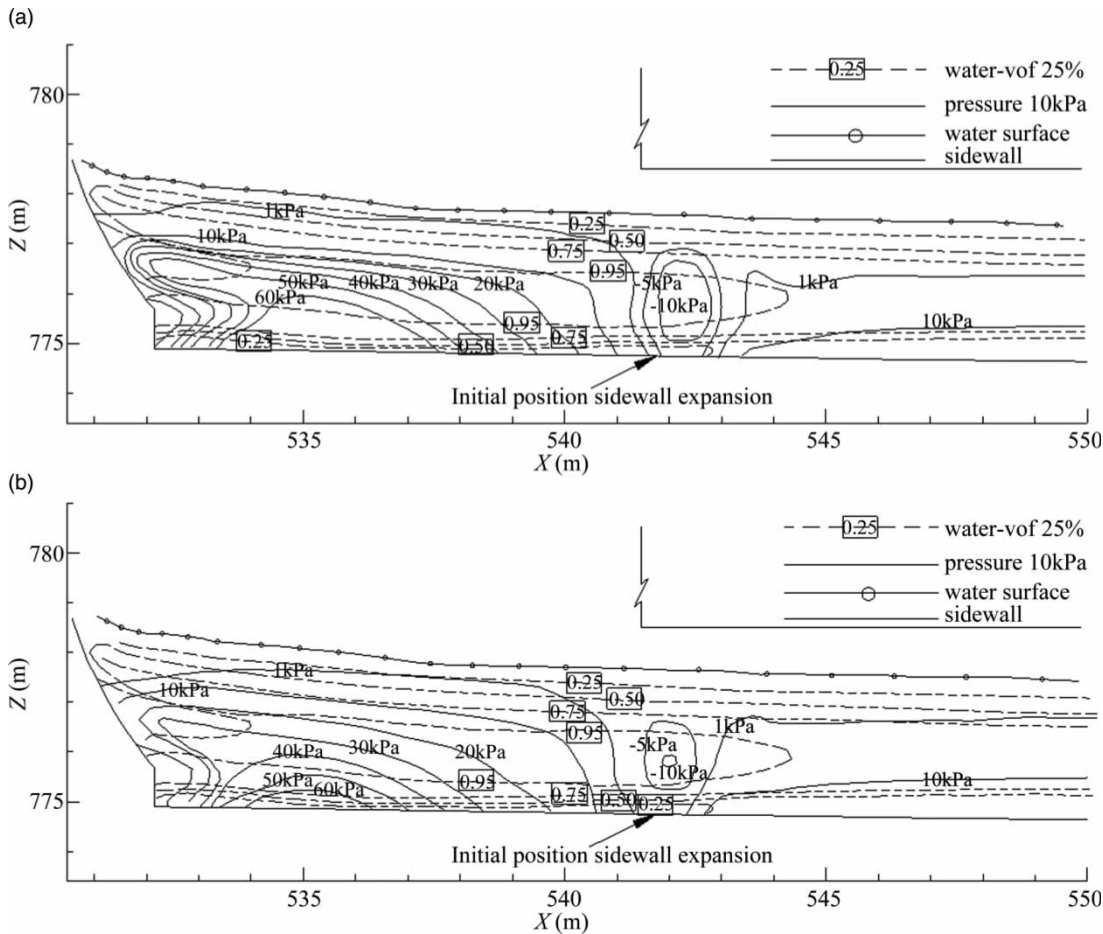 (a)
0.25 water-vof 25%
780
pressure 10kPa
water surface
sidewall
Z (m)
1kPa
0.25
10kPa
0.75 0.50
50kPa 40kPa 30kPa 20kPa 0.95 -5kPa 1kPa
60kPa -10kPa
0.95 10kPa
775 0.25 0.50 0.75
Initial position sidewall expansion
535 540 545 550
X (m)
(b)
0.25 water-vof 25%
780
pressure 10kPa
water surface
sidewall
Z (m)
1kPa 0.25
10kPa 0.50
0.75
0.95 1kPa
40kPa 30kPa 20kPa -5kPa
50kPa 0.95 -10kPa
60kPa 0.75 10kPa
775 0.50 0.25
Initial position sidewall expansion
535 540 545 550
X (m)